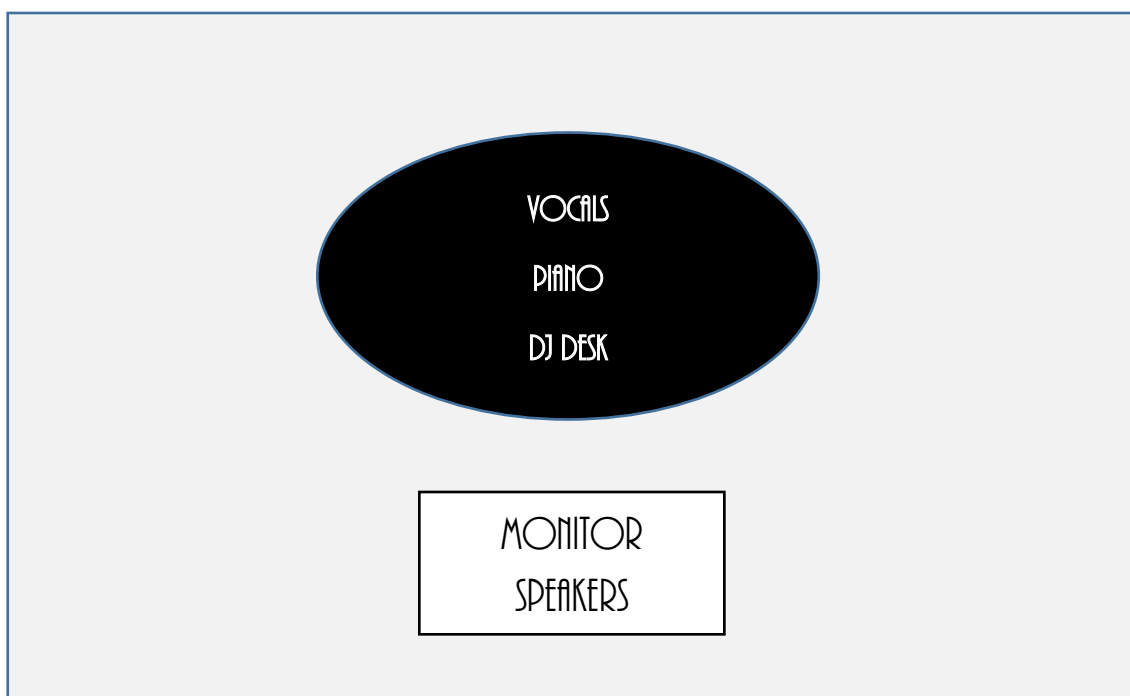 VOCALS
PIANO
DJ DESK
MONITOR
SPEAKERS